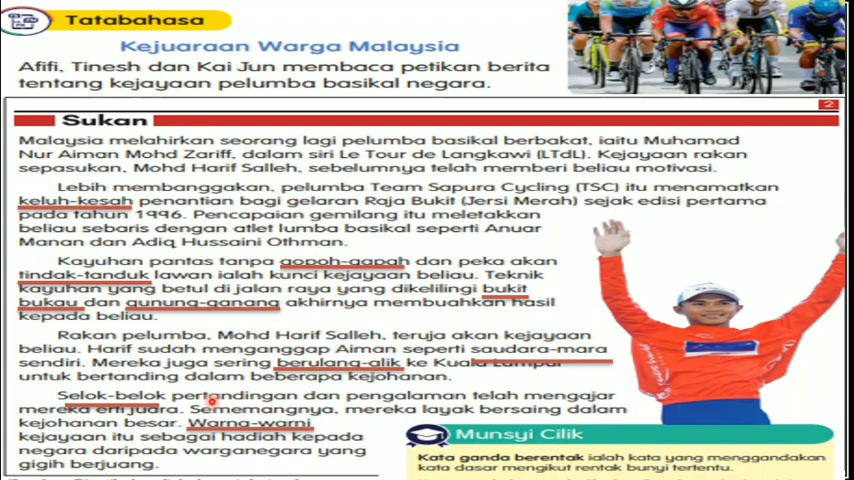 Tatabahasa
Kejuaraan Warga Malaysia
Afifi, Tinesh dan Kai Jun membaca petikan berita
tentang kejayaan pelumba basikal negara.
2
Sukan
Malaysia melahirkan seorang lagi pelumba basikal berbakat, iaitu Muhamad
Nur Aiman Mohd Zariff, dalam siri Le Tour de Langkawi (LTdL). Kejayaan rakan
sepasukan, Mohd Harif Salleh, sebelumnya telah memberi beliau motivasi.
Lebih membanggakan, pelumba Team Sapura Cycling (TSC) itu menamatkan
keluh-kesah penantian bagi gelaran Raja Bukit (Jersi Merah) sejak edisi pertama
pada tahun 1996. Pencapaian gemilang itu meletakkan
beliau sebaris dengan atlet lumba basikal seperti Anuar
Manan dan Adiq Hussaini Othman.
Kayuhan pantas tanpa gopoh-gapah dan peka akan
tindak-tanduk lawan ialah kunci kejayaan beliau. Teknik
kayuhan yang betul di jalan raya yang dikelilingi bukit
bukau dan gunung-ganang akhirnya membuahkan hasil
kepada beliau.
Rakan pelumba, Mohd Harif Salleh, teruja akan kejayaan
beliau. Harif sudah menganggap Aiman seperti saudara-mara
sendiri. Mereka juga sering berulang-alik ke Kuala Lumpur
untuk bertanding dalam beberapa kejohanan.
Selok-belok pertandingan dan pengalaman telah mengajar
mereka erti juara. Sememangnya, mereka layak bersaing dalam
kejohanan besar. Warna-warni
kejayaan itu sebagai hadiah kepada
negara daripada warganegara yang
gigih berjuang.
Munsyi Cilik
Kata ganda berentak ialah kata yang menggandakan
kata dasar mengikut rentak bunyi tertentu.